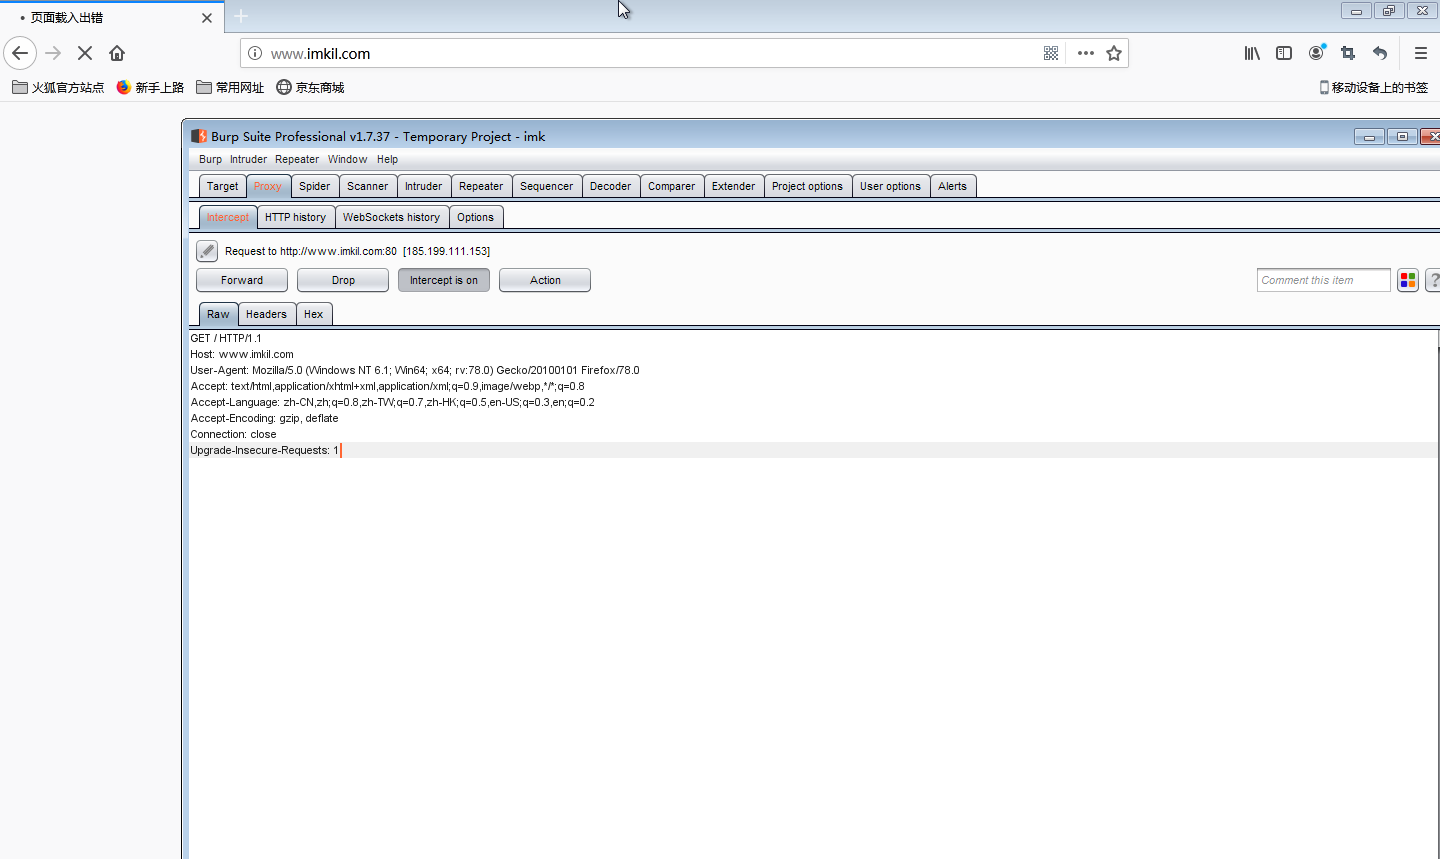 • 页面载入出错
www.imkil.com
火狐官方站点 新手上路 常用网址 京东商城 移动设备上的书签
Burp Suite Professional v1.7.37 - Temporary Project - imk
Burp Intruder Repeater Window Help
Target Proxy Spider Scanner Intruder Repeater Sequencer Decoder Comparer Extender Project options User options Alerts
Intercept HTTP history WebSockets history Options
Request to http://www.imkil.com:80 [185.199.111.153]
Forward Drop Intercept is on Action Comment this item ?
Raw Headers Hex
GET / HTTP/1.1
Host: www.imkil.com
User-Agent: Mozilla/5.0 (Windows NT 6.1; Win64; x64; rv:78.0) Gecko/20100101 Firefox/78.0
Accept: text/html,application/xhtml+xml,application/xml;q=0.9,image/webp,*/*;q=0.8
Accept-Language: zh-CN,zh;q=0.8,zh-TW;q=0.7,zh-HK;q=0.5,en-US;q=0.3,en;q=0.2
Accept-Encoding: gzip, deflate
Connection: close
Upgrade-Insecure-Requests: 1